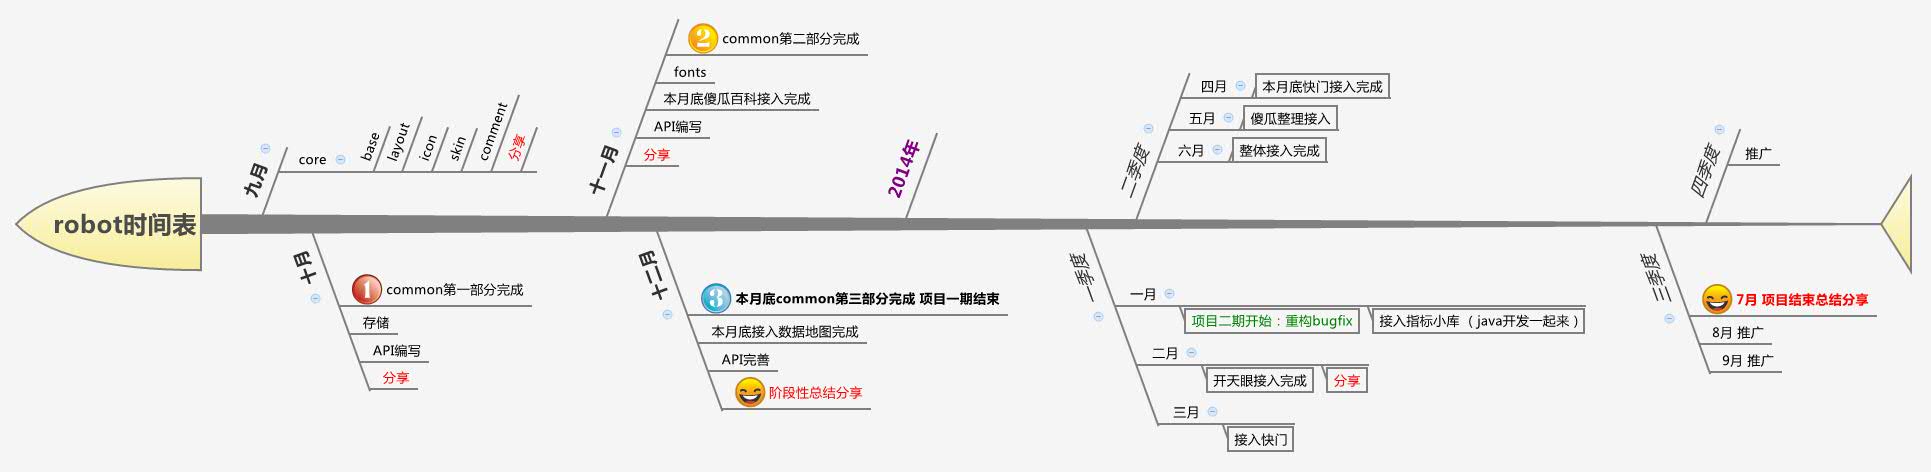 robot时间表
九月
core
base
layout
icon
skin
comment
分享
十月
1
common第一部分完成
存储
API编写
分享
十一月
2
common第二部分完成
fonts
本月底傻瓜百科接入完成
API编写
分享
十二月
3
本月底common第三部分完成 项目一期结束
本月底接入数据地图完成
API完善
阶段性总结分享
2014年
一季度
一月
项目二期开始：重构bugfix
接入指标小库（java开发一起来）
二月
开天眼接入完成
分享
三月
接入快门
二季度
四月
本月底快门接入完成
五月
傻瓜整理接入
六月
整体接入完成
三季度
7月 项目结束总结分享
8月 推广
9月 推广
四季度
推广